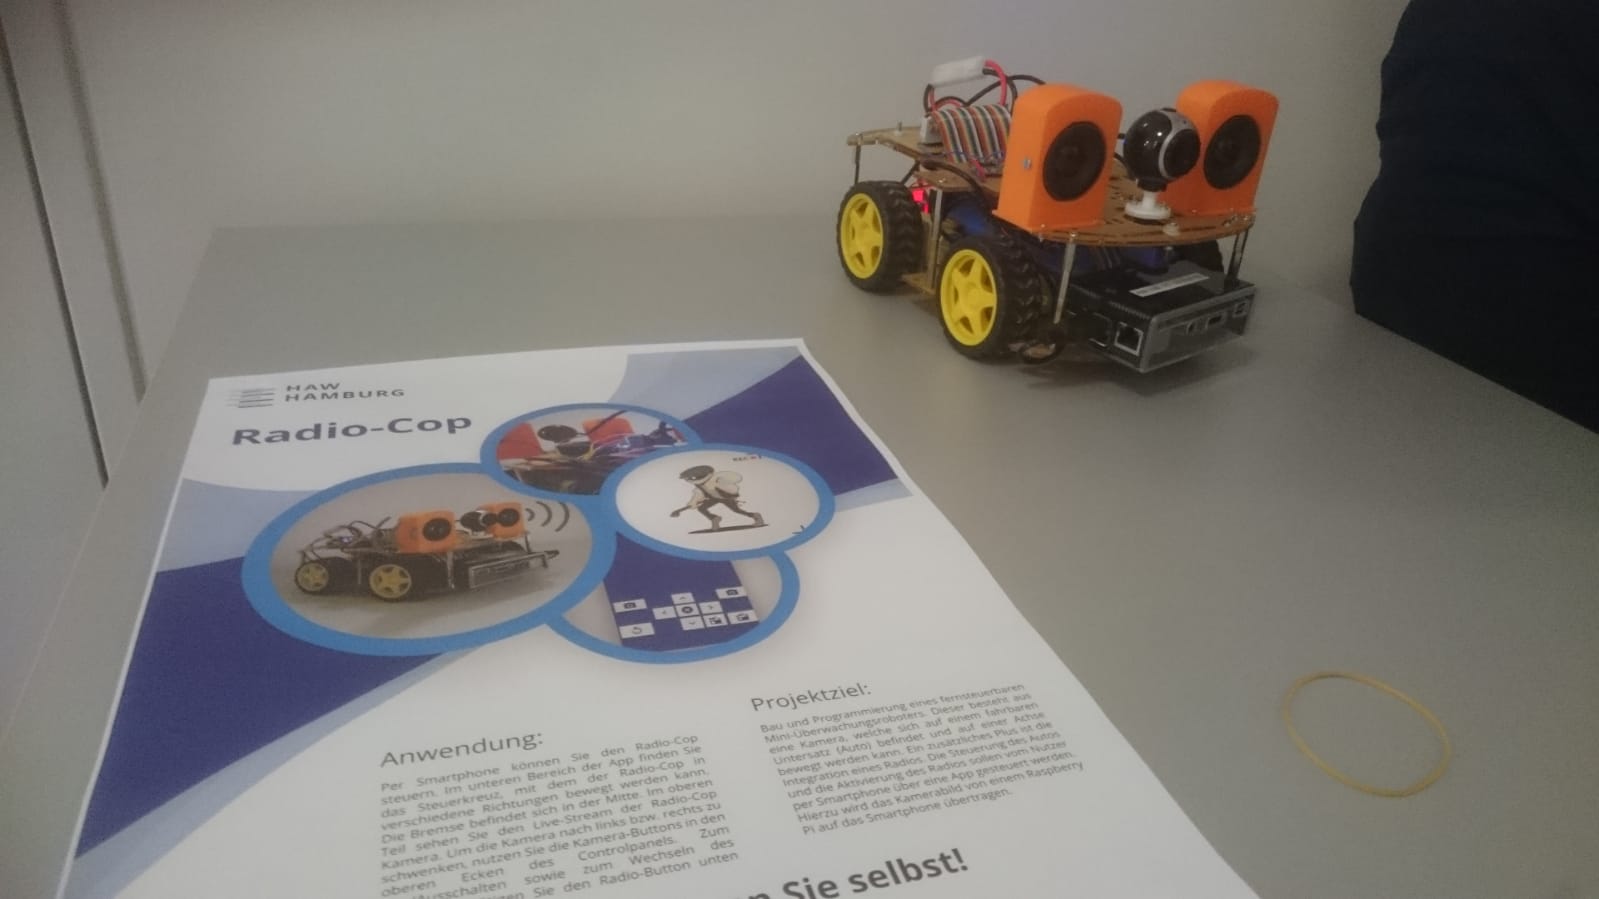 HAW
HAMBURG
Radio-Cop
REC
Anwendung:
Per Smartphone können Sie den Radio-Cop
steuern. Im unteren Bereich der App finden Sie
das Steuerkreuz, mit dem der Radio-Cop in
verschiedene Richtungen bewegt werden kann.
Die Bremse befindet sich in der Mitte. Im oberen
Teil sehen Sie den Live-Stream der Radio-Cop
Kamera. Um die Kamera nach links bzw. rechts zu
schwenken, nutzen Sie die Kamera-Buttons in den
oberen Ecken des Controlpanels. Zum
Ausschalten sowie zum Wechseln des
Sie den Radio-Button unten
Projektziel:
Bau und Programmierung eines fernsteuerbaren
Mini-Überwachungsroboters. Dieser besteht aus
eine Kamera, welche sich auf einem fahrbaren
Untersatz (Auto) befindet und auf einer Achse
bewegt werden kann. Ein zusätzliches Plus ist die
Integration eines Radios. Die Steuerung des Autos
und die Aktivierung des Radios sollen vom Nutzer
per Smartphone über eine App gesteuert werden.
Hierzu wird das Kamerabild von einem Raspberry
Pi auf das Smartphone übertragen.
Sie selbst!